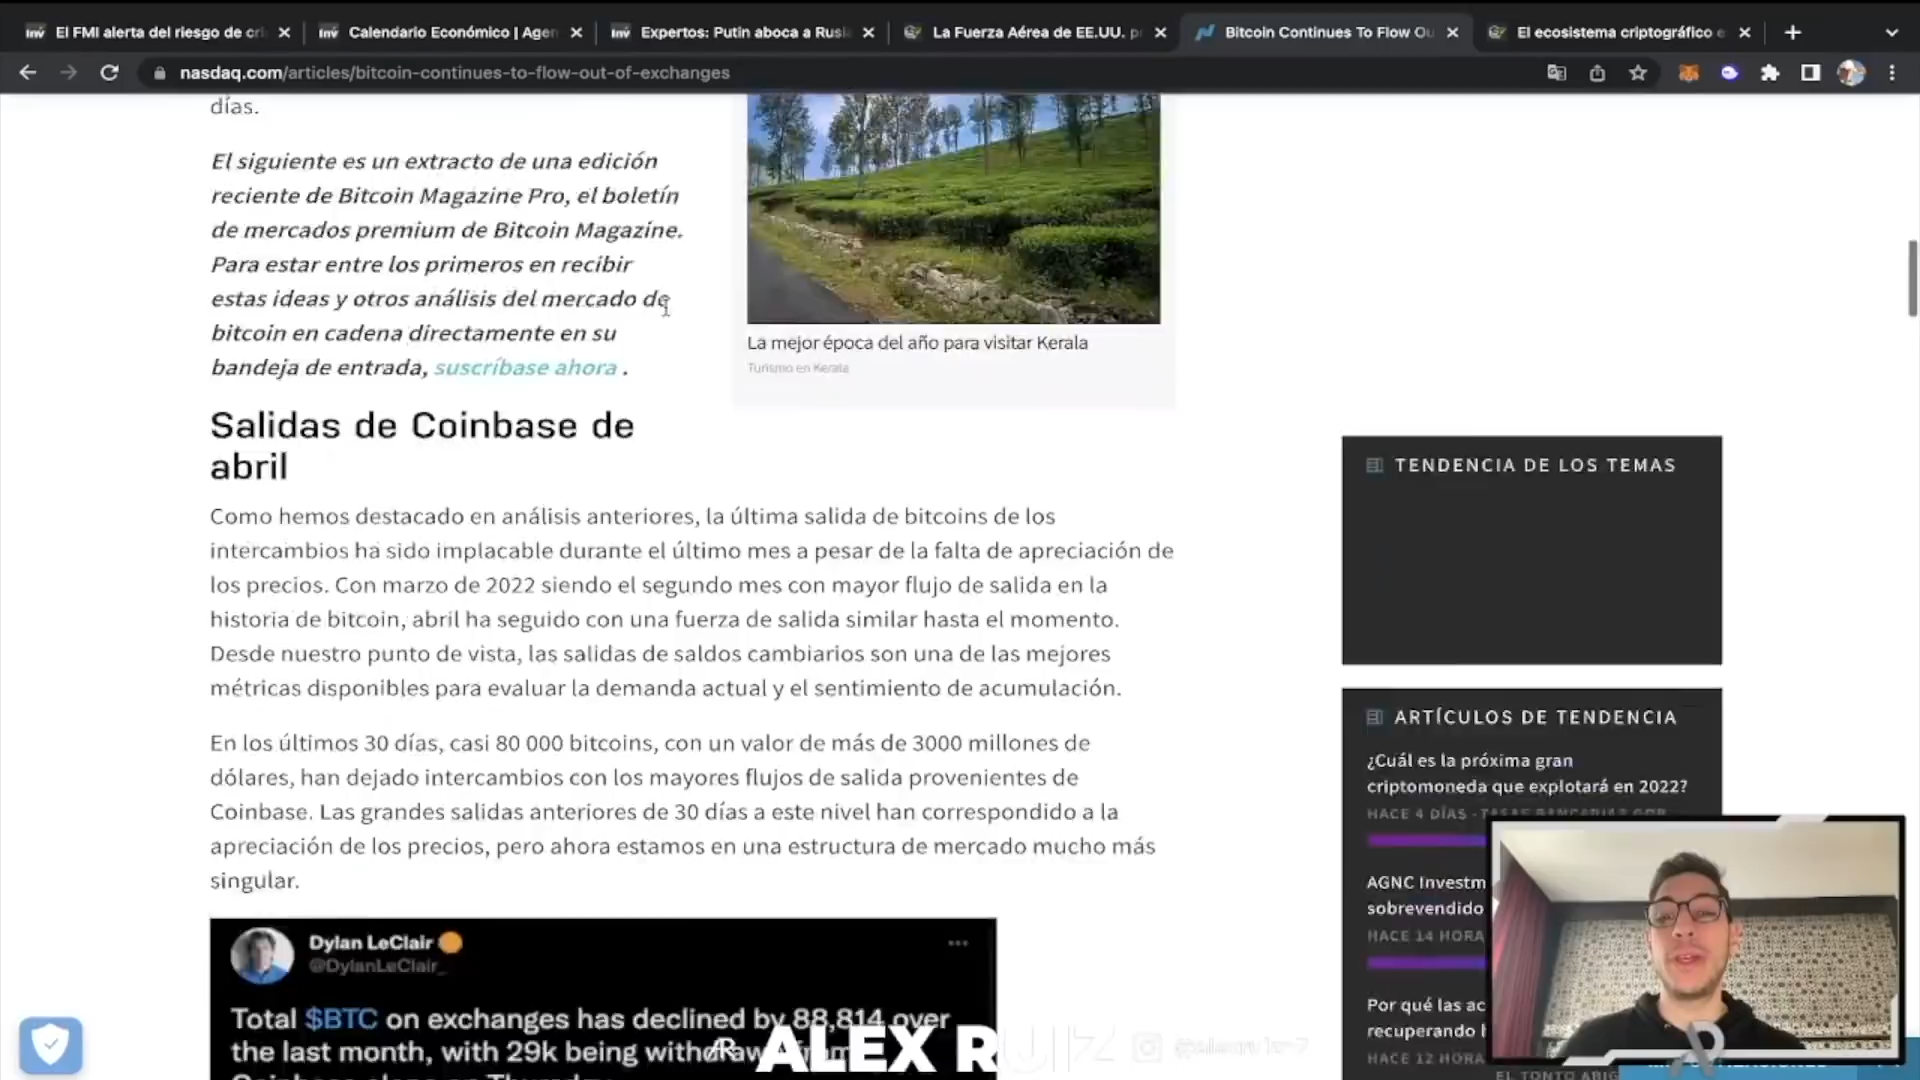 El FMI alerta del riesgo de cri
Calendario Económico | Agen
Expertos: Putin aboca a Rusi
La Fuerza Aérea de EE.UU. p
Bitcoin Continues To Flow Ou
El ecosistema criptográfico e
nasdaq.com/articles/bitcoin-continues-to-flow-out-of-exchanges
días.
El siguiente es un extracto de una edición
reciente de Bitcoin Magazine Pro, el boletín
de mercados premium de Bitcoin Magazine.
Para estar entre los primeros en recibir
estas ideas y otros análisis del mercado de
bitcoin en cadena directamente en su
bandeja de entrada, suscríbase ahora .
La mejor época del año para visitar Kerala
Turismo en Kerala
Salidas de Coinbase de
abril
Como hemos destacado en análisis anteriores, la última salida de bitcoins de los
intercambios ha sido implacable durante el último mes a pesar de la falta de apreciación de
los precios. Con marzo de 2022 siendo el segundo mes con mayor flujo de salida en la
historia de bitcoin, abril ha seguido con una fuerza de salida similar hasta el momento.
Desde nuestro punto de vista, las salidas de saldos cambiarios son una de las mejores
métricas disponibles para evaluar la demanda actual y el sentimiento de acumulación.
En los últimos 30 días, casi 80 000 bitcoins, con un valor de más de 3000 millones de
dólares, han dejado intercambios con los mayores flujos de salida provenientes de
Coinbase. Las grandes salidas anteriores de 30 días a este nivel han correspondido a la
apreciación de los precios, pero ahora estamos en una estructura de mercado mucho más
singular.
Dylan LeClair
@DylanLeClair_
Total $BTC on exchanges has declined by 88,814 over
the last month, with 29k being
TENDENCIA DE LOS TEMAS
ARTÍCULOS DE TENDENCIA
¿Cuál es la próxima gran
criptomoneda que explotará en 2022?
HACE 4 DÍAS -
AGNC Investm
sobrevendido
HACE 14 HORA
Por qué las ac
recuperando
HACE 12 HORA
ALEX RUIZ